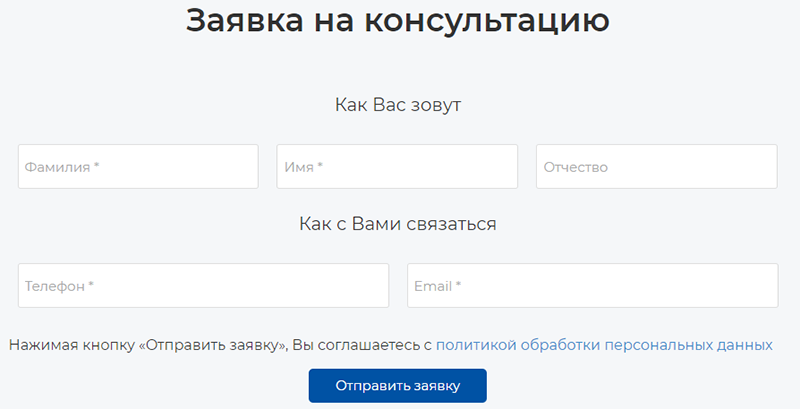 Заявка на консультацию
Как Вас зовут
Фамилия * Имя * Отчество
Как с Вами связаться
Телефон * Email *
Нажимая кнопку «Отправить заявку», Вы соглашаетесь с политикой обработки персональных данных
Отправить заявку